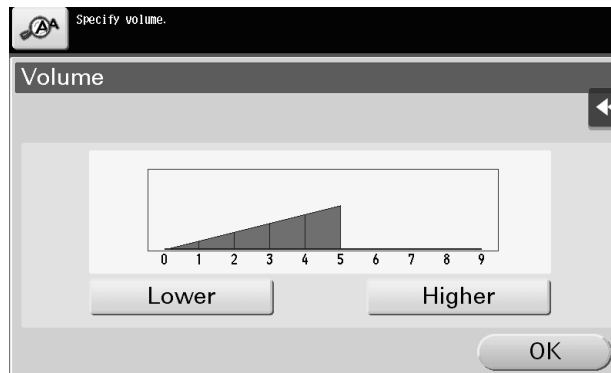 A A
Specify volume.
Volume
0 1 2 3 4 5 6 7 8 9
Lower Higher
OK